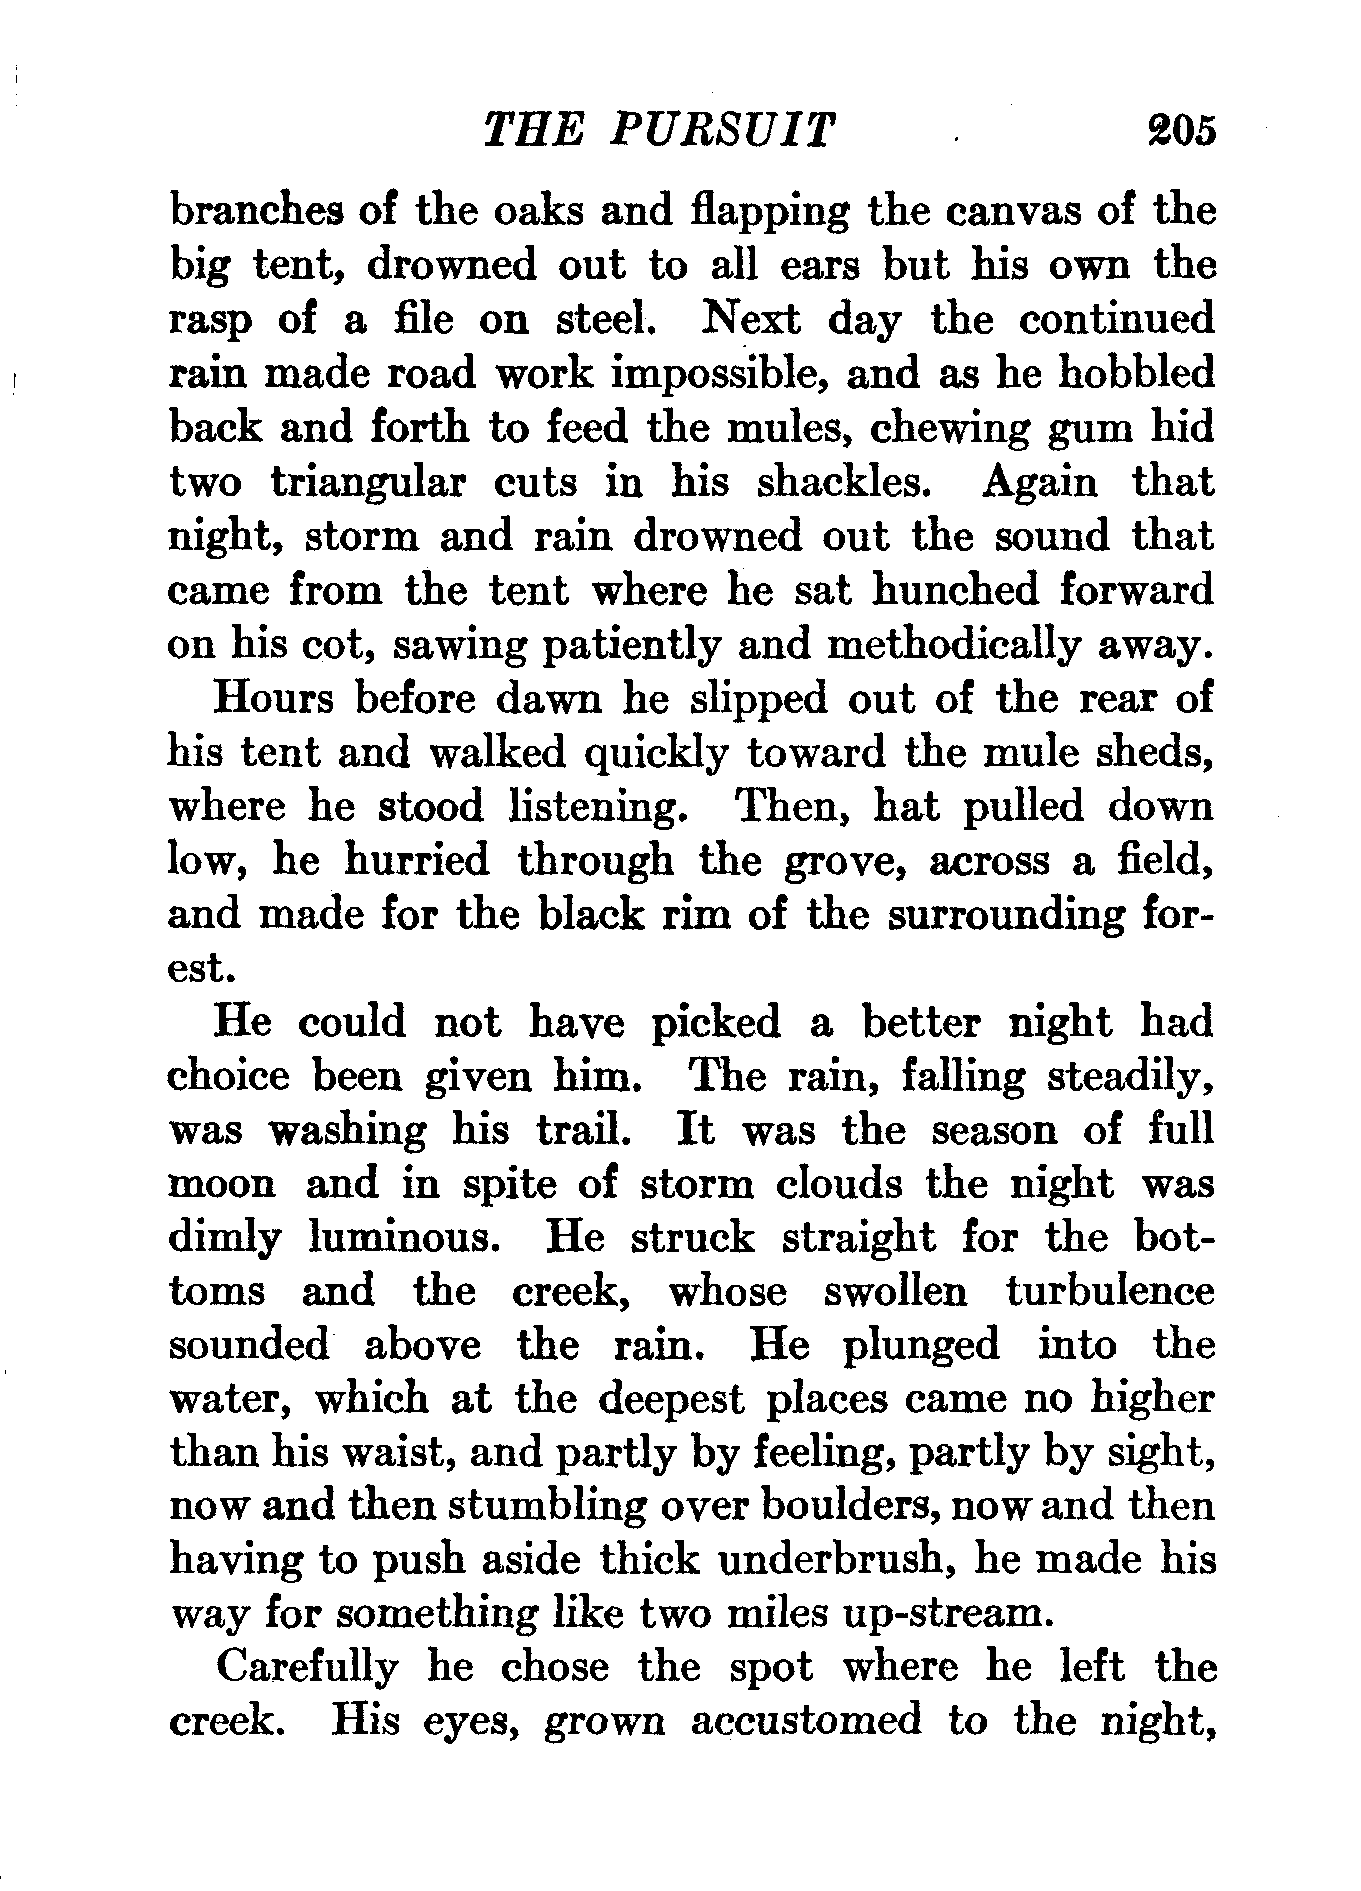 THE PURSUIT 205
branches of the oaks and flapping the canvas of the
big tent, drowned out to all ears but his own the
rasp of a file on steel. Next day the continued
rain made road work impossible, and as he hobbled
back and forth to feed the mules, chewing gum hid
two triangular cuts in his shackles. Again that
night, storm and rain drowned out the sound that
came from the tent where he sat hunched forward
on his cot, sawing patiently and methodically away.
Hours before dawn he slipped out of the rear of
his tent and walked quickly toward the mule sheds,
where he stood listening. Then, hat pulled down
low, he hurried through the grove, across a field,
and made for the black rim of the surrounding for-
est.
He could not have picked a better night had
choice been given him. The rain, falling steadily,
was washing his trail. It was the season of full
moon and in spite of storm clouds the night was
dimly luminous. He struck straight for the bot-
toms and the creek, whose swollen turbulence
sounded above the rain. He plunged into the
water, which at the deepest places came no higher
than his waist, and partly by feeling, partly by sight,
now and then stumbling over boulders, now and then
having to push aside thick underbrush, he made his
way for something like two miles up-stream.
Carefully he chose the spot where he left the
creek. His eyes, grown accustomed to the night,